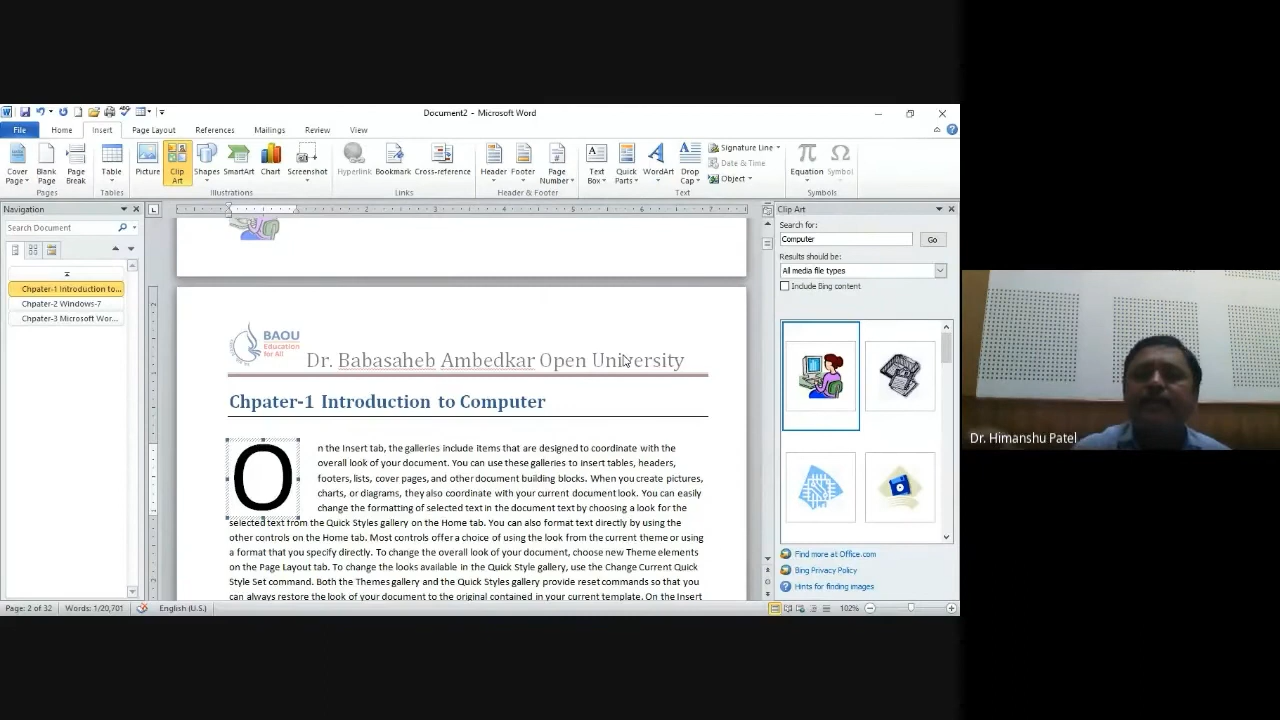 Document2 - Microsoft Word
File Home Insert Page Layout References Mailings Review View
Cover Page Blank Page Page Break Table Picture Clip Art Shapes SmartArt Chart Screenshot Hyperlink Bookmark Cross-reference Header Footer Page Number Text Box Quick Parts WordArt Drop Cap Signature Line Date & Time Object Equation Symbol
Pages Tables Illustrations Links Header & Footer Text Symbols
Navigation
Search Document
Chpater-1 Introduction to...
Chpater-2 Windows-7
Chpater-3 Microsoft Wor...
1 2 3 4 5 6 7
BAOU
Education
for All
Dr. Babasaheb Ambedkar Open University
Chpater-1 Introduction to Computer
On the Insert tab, the galleries include items that are designed to coordinate with the
overall look of your document. You can use these galleries to insert tables, headers,
footers, lists, cover pages, and other document building blocks. When you create pictures,
charts, or diagrams, they also coordinate with your current document look. You can easily
change the formatting of selected text in the document text by choosing a look for the
selected text from the Quick Styles gallery on the Home tab. You can also format text directly by using the
other controls on the Home tab. Most controls offer a choice of using the look from the current theme or using
a format that you specify directly. To change the overall look of your document, choose new Theme elements
on the Page Layout tab. To change the looks available in the Quick Style gallery, use the Change Current Quick
Style Set command. Both the Themes gallery and the Quick Styles gallery provide reset commands so that you
can always restore the look of your document to the original contained in your current template. On the Insert
Clip Art
Search for:
Computer Go
Results should be:
All media file types
Include Bing content
Find more at Office.com
Bing Privacy Policy
Hints for finding images
Page: 2 of 32 Words: 1/20,701 English (U.S.) 102%
Dr. Himanshu Patel